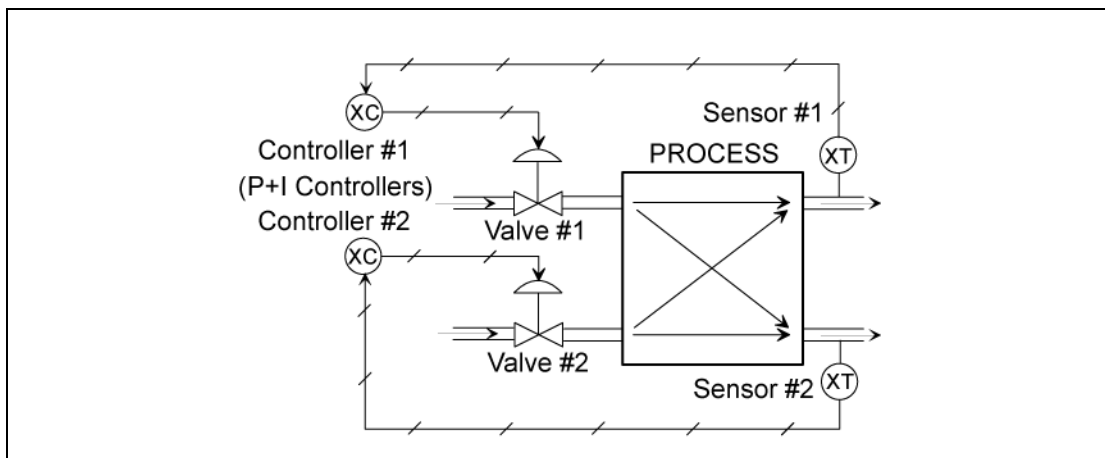 Sensor #1
XC
XT
Controller #1
PROCESS
(P+I Controllers)
Controller #2
Valve #1
XC
Valve #2
Sensor #2
XT